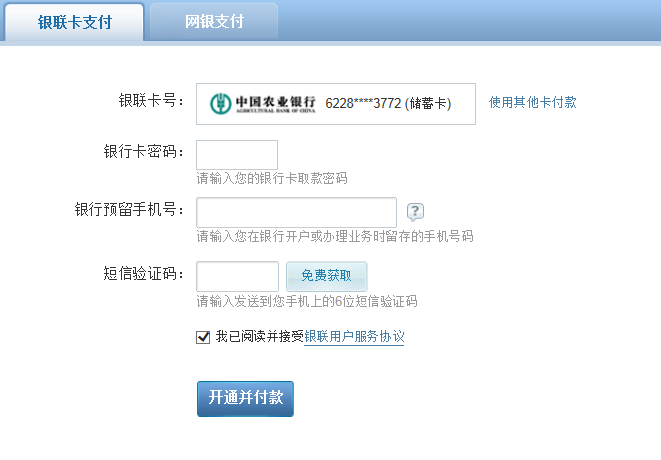 银联卡支付 网银支付
银联卡号： 中国农业银行 6228****3772 (储蓄卡) 使用其他卡付款
AGRICULTURAL BANK OF CHINA
银行卡密码：
请输入您的银行卡取款密码
银行预留手机号： ?
请输入您在银行开户或办理业务时留存的手机号码
短信验证码： 免费获取
请输入发送到您手机上的6位短信验证码
我已阅读并接受银联用户服务协议
开通并付款